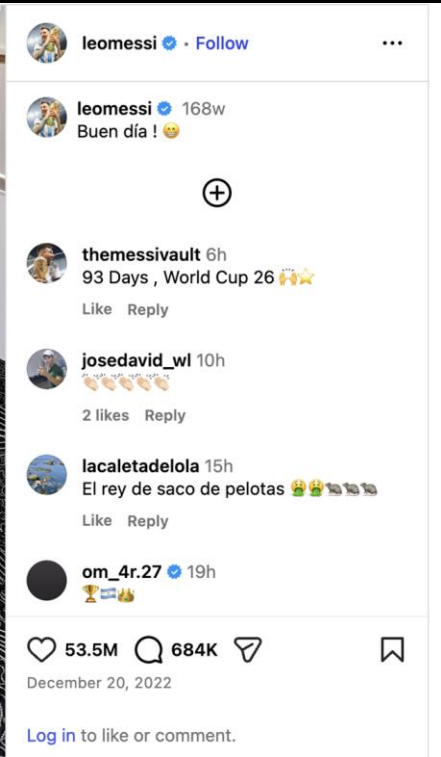 leomessi • Follow
leomessi 168w
Buen día ! 😁
themessivault 6h
93 Days , World Cup 26 🙌🏼⭐
Like Reply
josedavid_wl 10h
👏🏻👏🏻👏🏻👏🏻👏🏻
2 likes Reply
lacaletadelola 15h
El rey de saco de pelotas 🤮🤮🐀🐀🐀
Like Reply
om_4r.27 19h
🏆🇦🇷👑
53.5M 684K
December 20, 2022
Log in to like or comment.